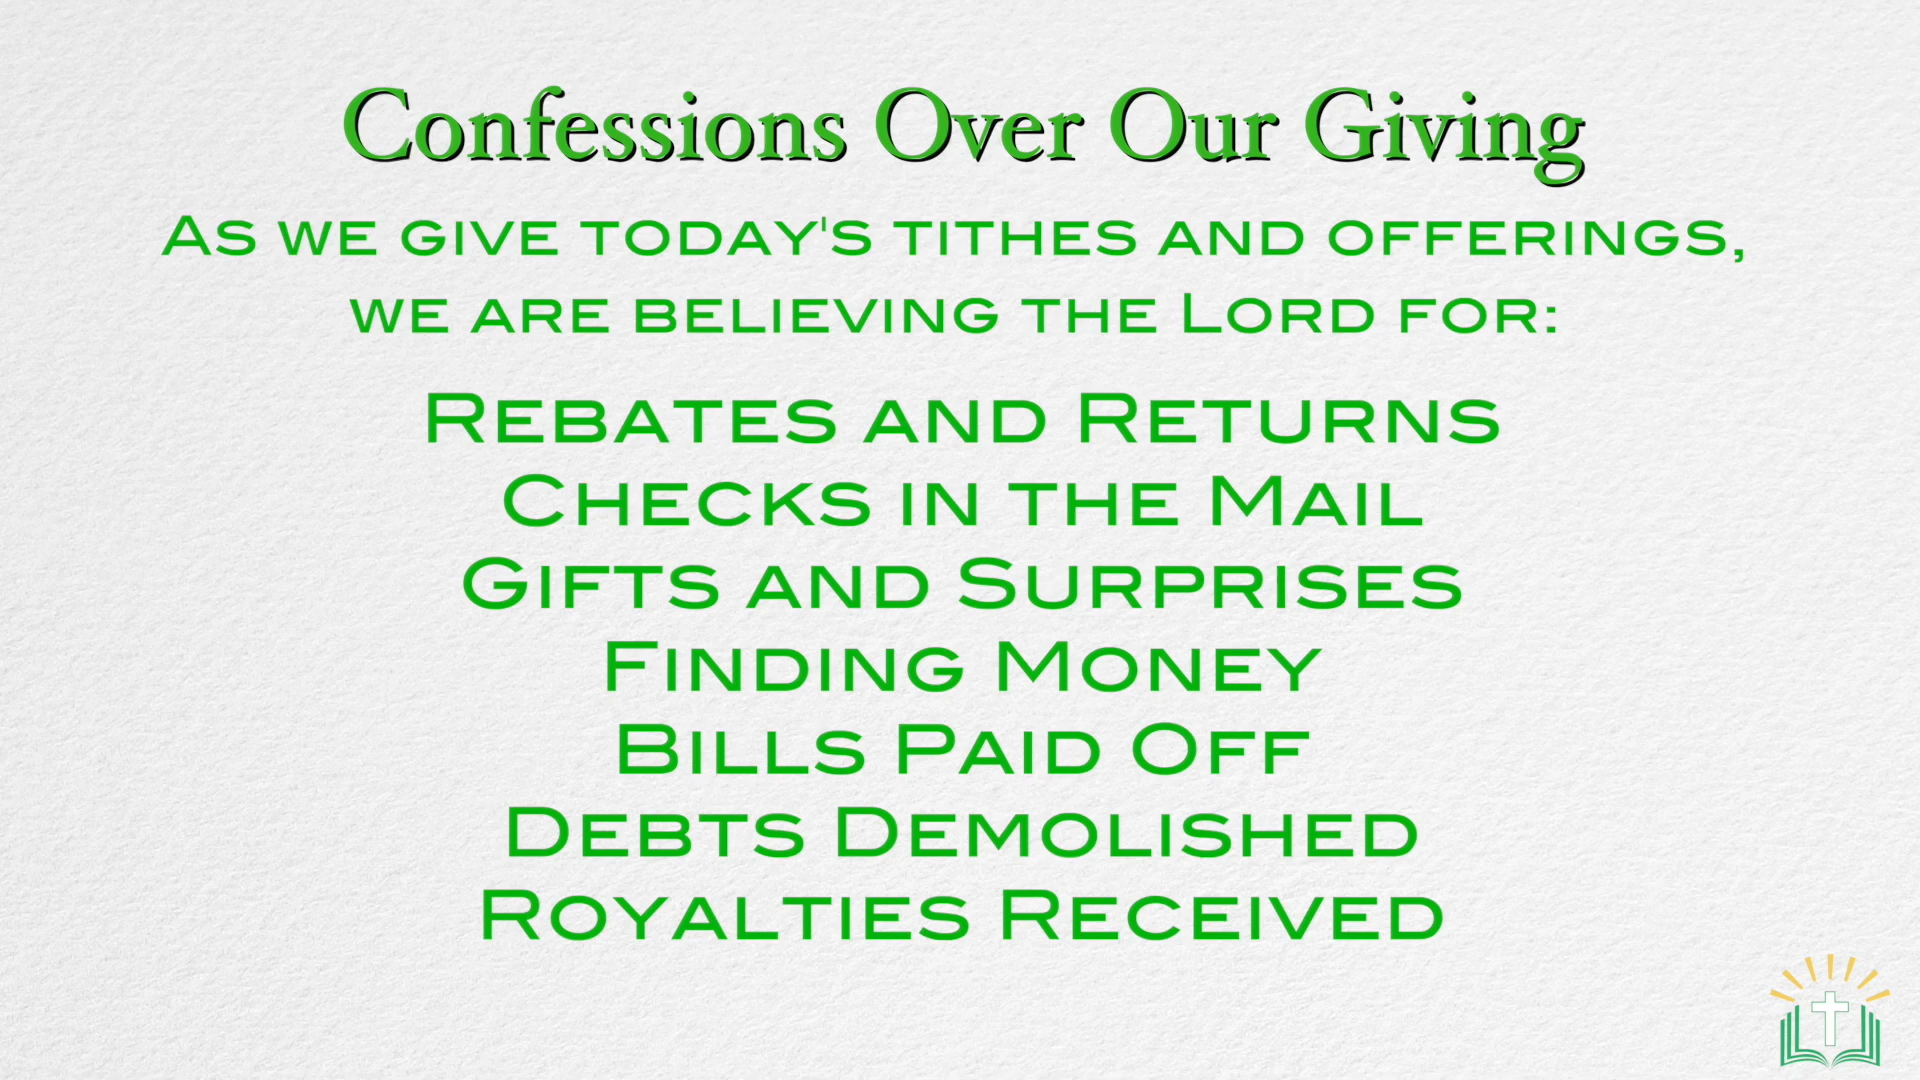 Confessions Over Our Giving
As we give today's tithes and offerings,
we are believing the Lord for:
Rebates and Returns
Checks in the Mail
Gifts and Surprises
Finding Money
Bills Paid Off
Debts Demolished
Royalties Received